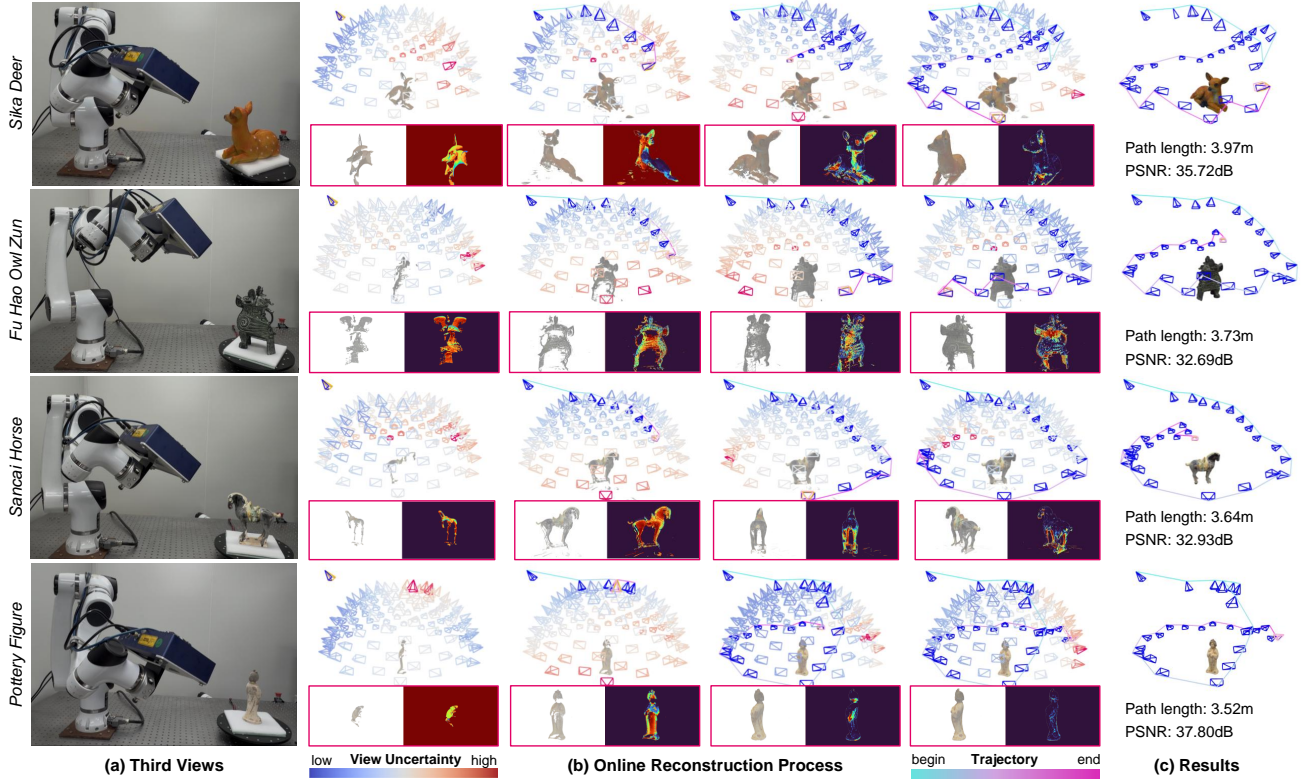 Sika Deer
Path length: 3.97m
PSNR: 35.72dB
Fu Hao Owl Zun
Path length: 3.73m
PSNR: 32.69dB
Sancai Horse
Path length: 3.64m
PSNR: 32.93dB
Pottery Figure
Path length: 3.52m
PSNR: 37.80dB
low View Uncertainty high
begin Trajectory end
(a) Third Views
(b) Online Reconstruction Process
(c) Results